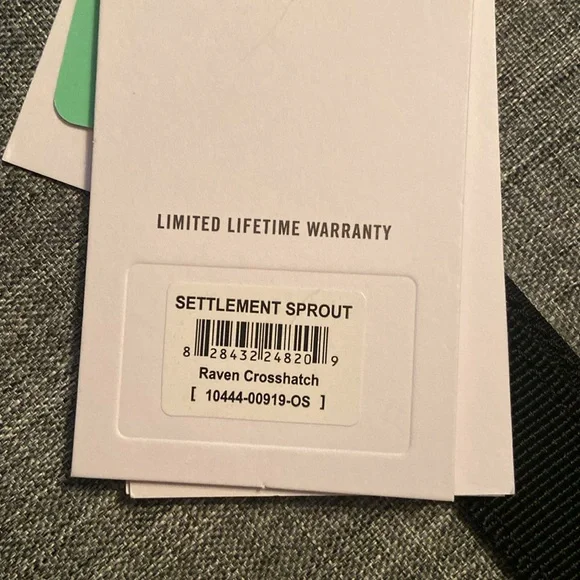 LIMITED LIFETIME WARRANTY
SETTLEMENT SPROUT
8 28432 24820 9
Raven Crosshatch
[ 10444-00919-OS ]